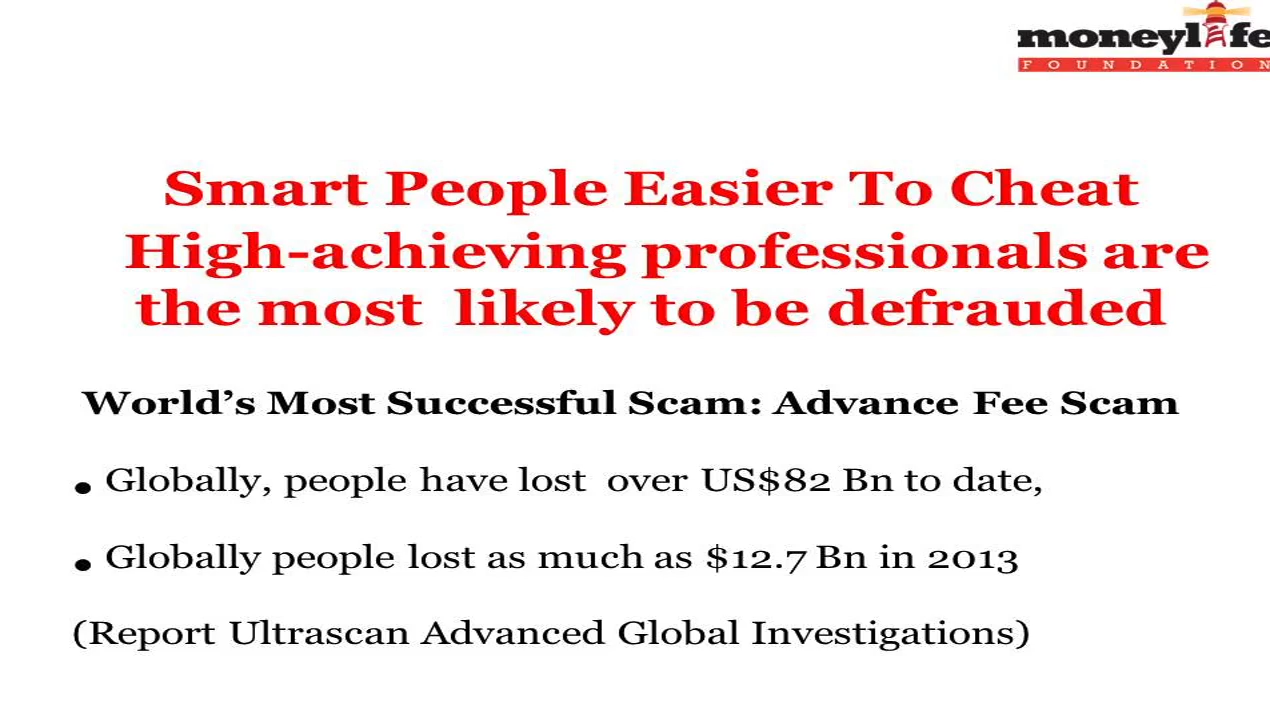 moneylife
FOUNDATION
Smart People Easier To Cheat
High-achieving professionals are
the most likely to be defrauded
World’s Most Successful Scam: Advance Fee Scam
• Globally, people have lost over US$82 Bn to date,
• Globally people lost as much as $12.7 Bn in 2013
(Report Ultrascan Advanced Global Investigations)